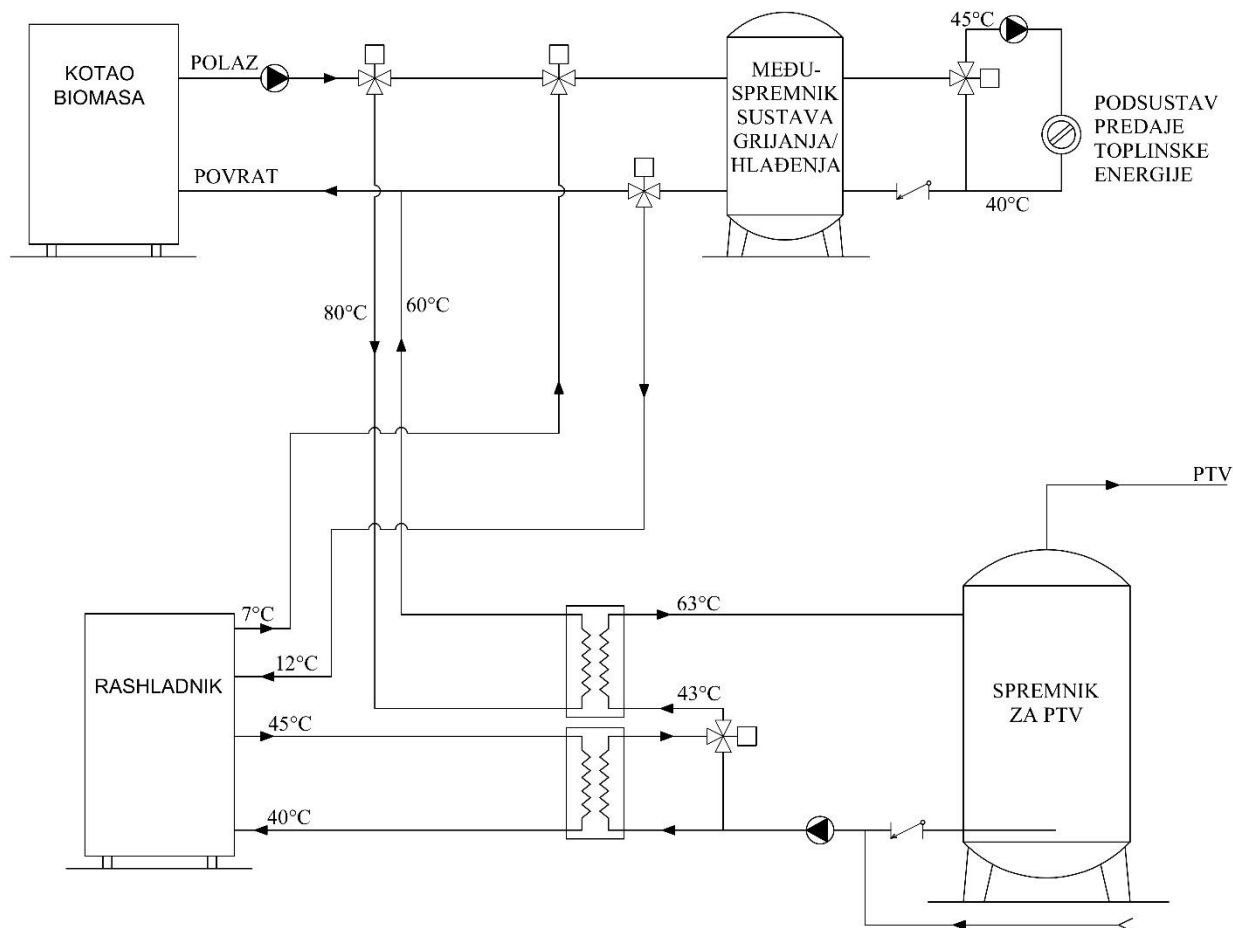 KOTAO
BIOMASA
POLAZ
POVRAT
MEĐU-
SPREMNIK
SUSTAVA
GRIJANJA/
HLAĐENJA
45°C
PODSUSTAV
PREDAJE
TOPLINSKE
ENERGIJE
40°C
80°C
60°C
PTV
RASHLADNIK
7°C
12°C
45°C
40°C
63°C
43°C
SPREMNIK
ZA PTV